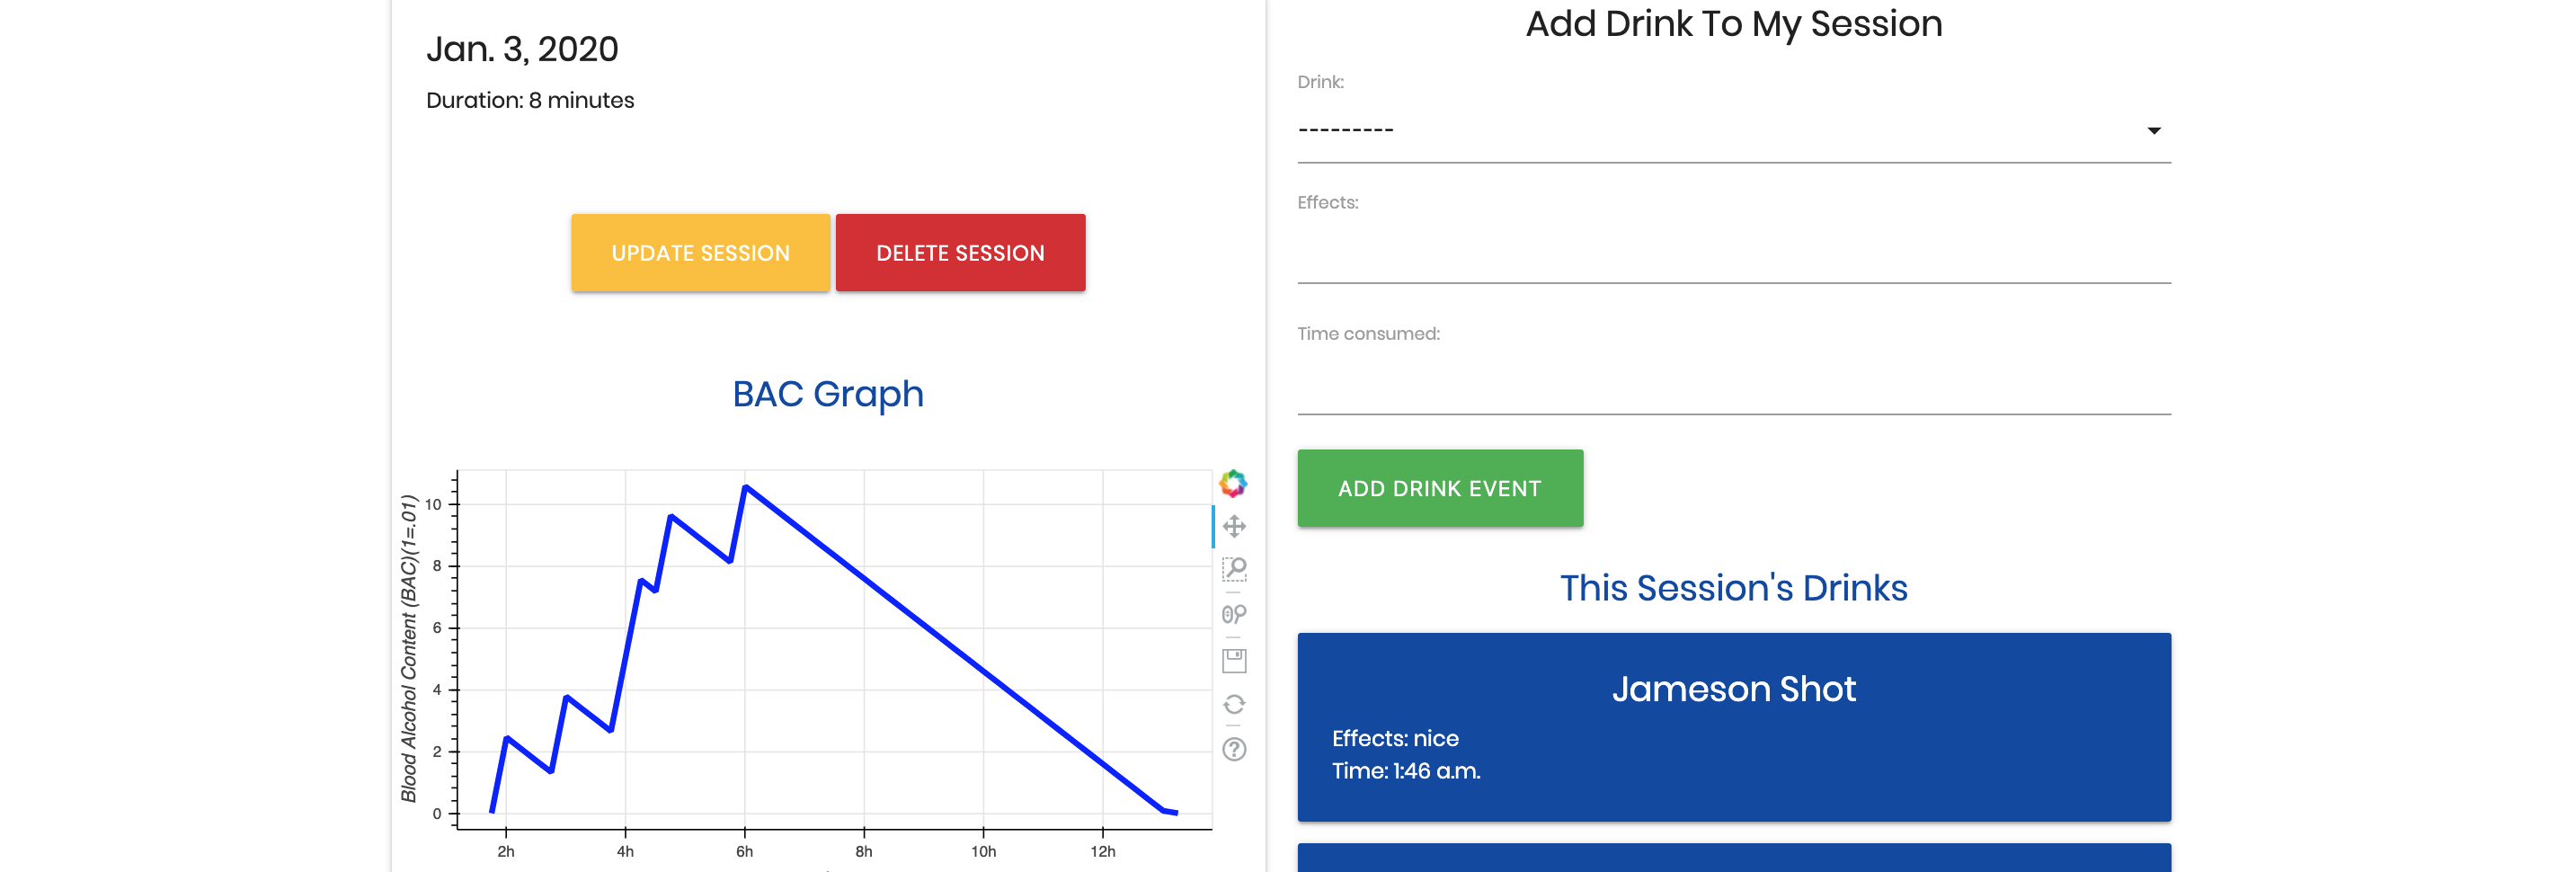 Jan. 3, 2020
Duration: 8 minutes
UPDATE SESSION
DELETE SESSION
BAC Graph
Blood Alcohol Content (BAC)(1=.01)
10
8
6
4
2
0
2h
4h
6h
8h
10h
12h
Add Drink To My Session
Drink:
---------
Effects:
Time consumed:
ADD DRINK EVENT
This Session's Drinks
Jameson Shot
Effects: nice
Time: 1:46 a.m.